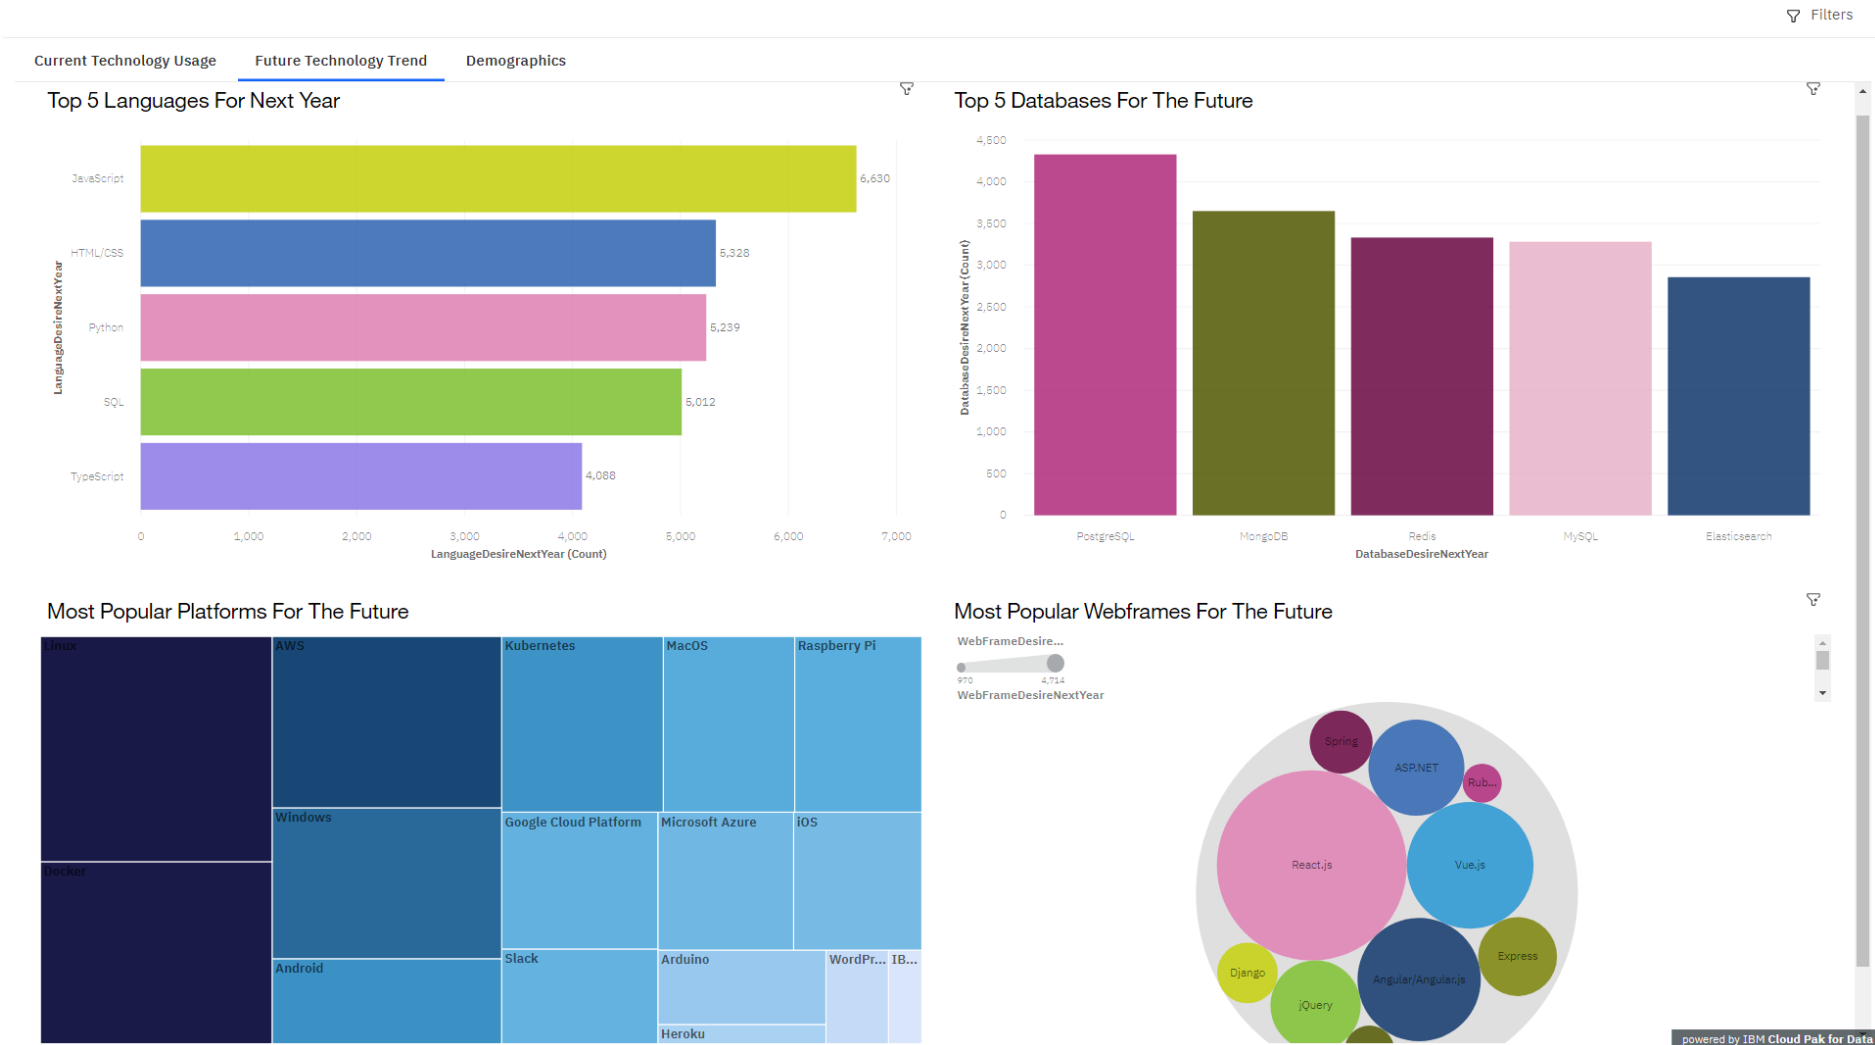 Filters
Current Technology Usage
Future Technology Trend
Demographics
Top 5 Languages For Next Year
LanguageDesireNextYear
JavaScript
6,630
HTML/CSS
5,328
Python
5,239
SQL
5,012
TypeScript
4,088
0 1,000 2,000 3,000 4,000 5,000 6,000 7,000
LanguageDesireNextYear (Count)
Top 5 Databases For The Future
DatabaseDesireNextYear (Count)
4,500
4,000
3,500
3,000
2,500
2,000
1,500
1,000
500
0
PostgreSQL MongoDB Redis MySQL Elasticsearch
DatabaseDesireNextYear
Most Popular Platforms For The Future
Linux
AWS
Kubernetes
MacOS
Raspberry Pi
Windows
Google Cloud Platform
Microsoft Azure
iOS
Docker
Android
Slack
Arduino
WordPr...
IB...
Heroku
Most Popular Webframes For The Future
WebFrameDesire...
970 4,714
WebFrameDesireNextYear
Spring
ASP.NET
Rub...
React.js
Vue.js
Express
Django
Angular/Angular.js
jQuery
powered by IBM Cloud Pak for Data